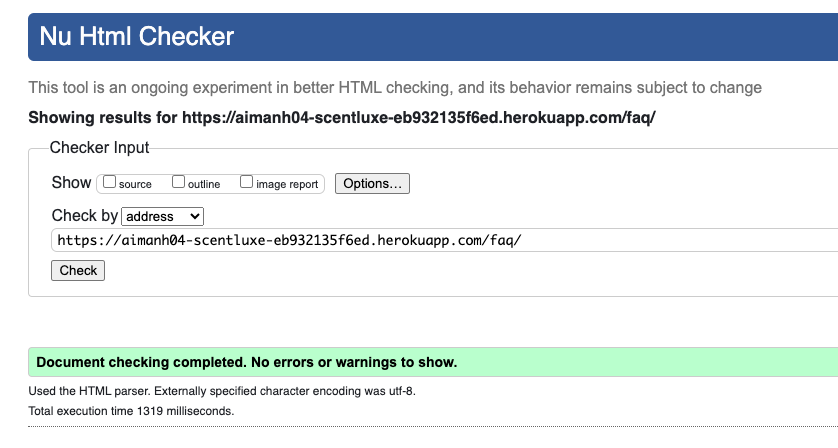 Nu Html Checker
This tool is an ongoing experiment in better HTML checking, and its behavior remains subject to change
Showing results for https://aimanh04-scentluxe-eb932135f6ed.herokuapp.com/faq/
Checker Input
Show source outline image report Options...
Check by address
https://aimanh04-scentluxe-eb932135f6ed.herokuapp.com/faq/
Check
Document checking completed. No errors or warnings to show.
Used the HTML parser. Externally specified character encoding was utf-8.
Total execution time 1319 milliseconds.